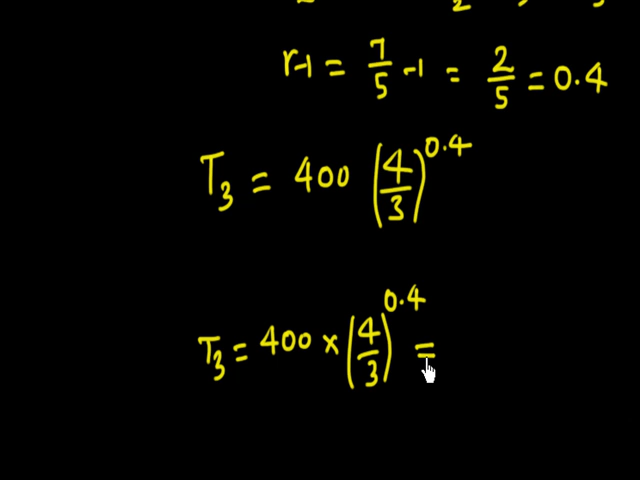 r-1 = 7/5 -1 = 2/5 = 0.4
T₃ = 400 (4/3)^0.4
T₃ = 400 × (4/3)^0.4 =